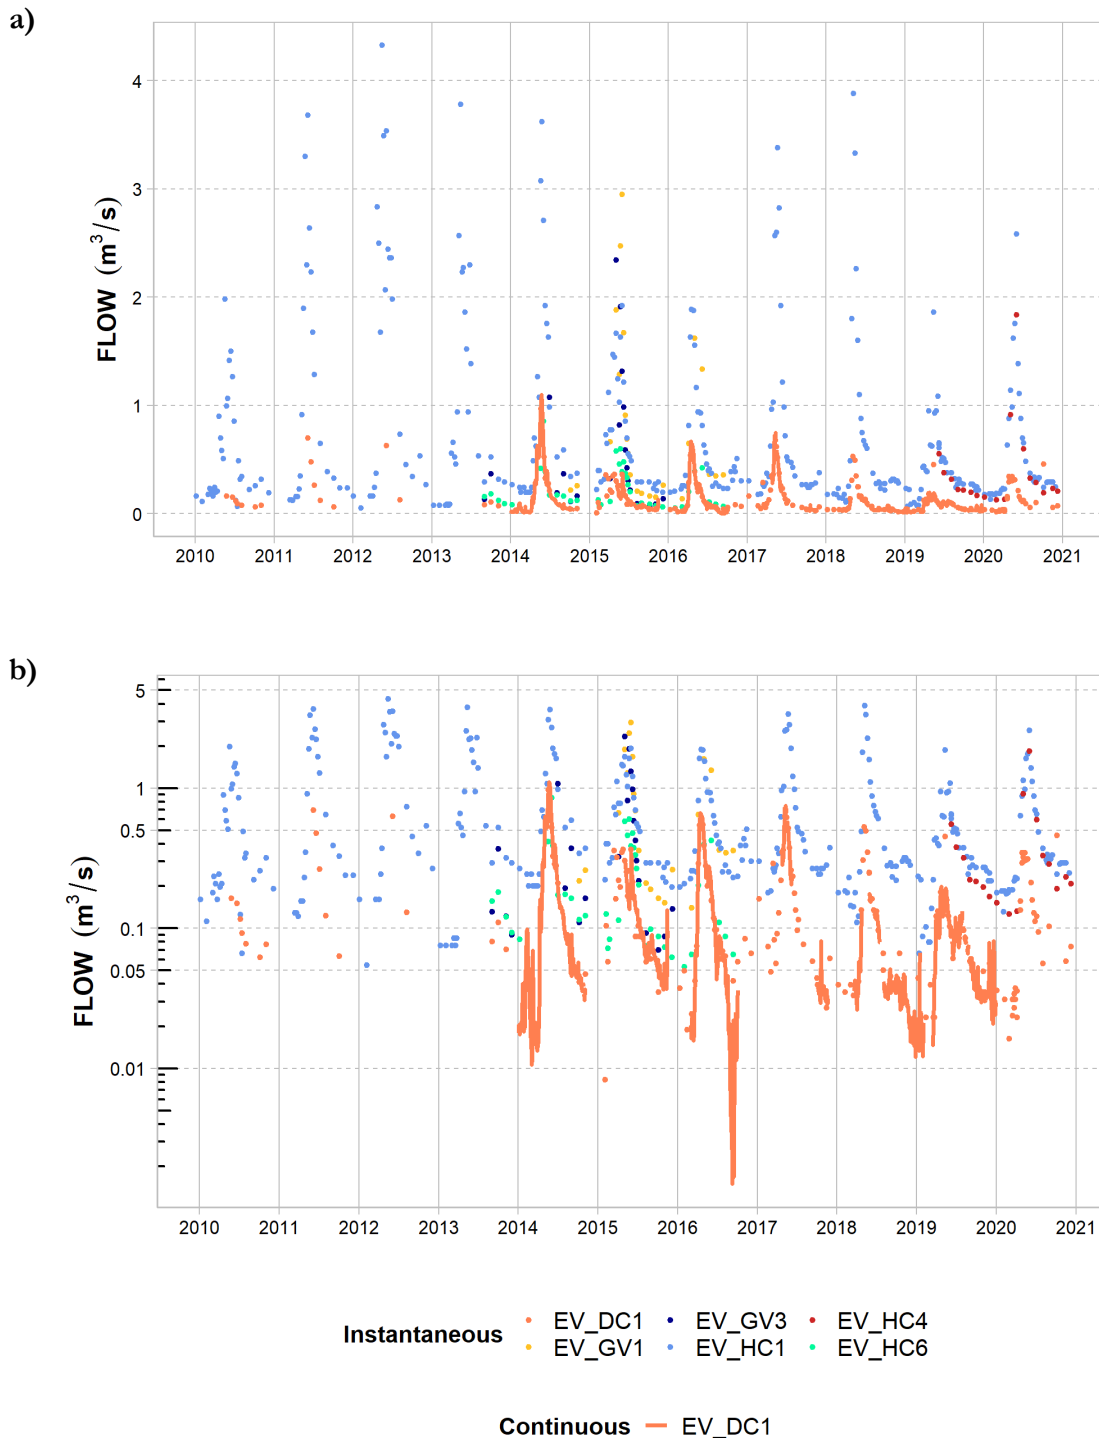 a)
FLOW (m³/s)
4
3
2
1
0
2010 2011 2012 2013 2014 2015 2016 2017 2018 2019 2020 2021
b)
FLOW (m³/s)
5
1
0.5
0.1
0.05
0.01
2010 2011 2012 2013 2014 2015 2016 2017 2018 2019 2020 2021
Instantaneous EV_DC1 EV_GV3 EV_HC4
EV_GV1 EV_HC1 EV_HC6
Continuous EV_DC1